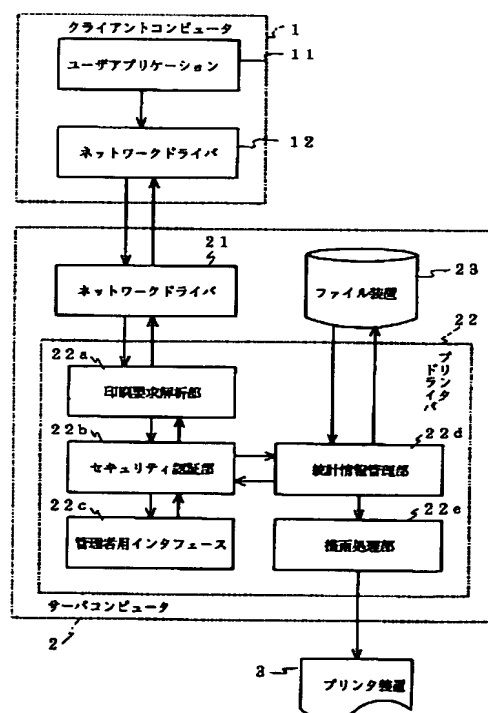 クライアントコンピュータ
1
ユーザアプリケーション
11
ネットワークドライバ
12
21
ネットワークドライバ
ファイル装置
23
22
プリンタ
ドライバ
22a
印刷要求解析部
22b
セキュリティ認証部
22d
統計情報管理部
22c
管理者用インタフェース
22e
描画処理部
サーバコンピュータ
2
3
プリンタ装置